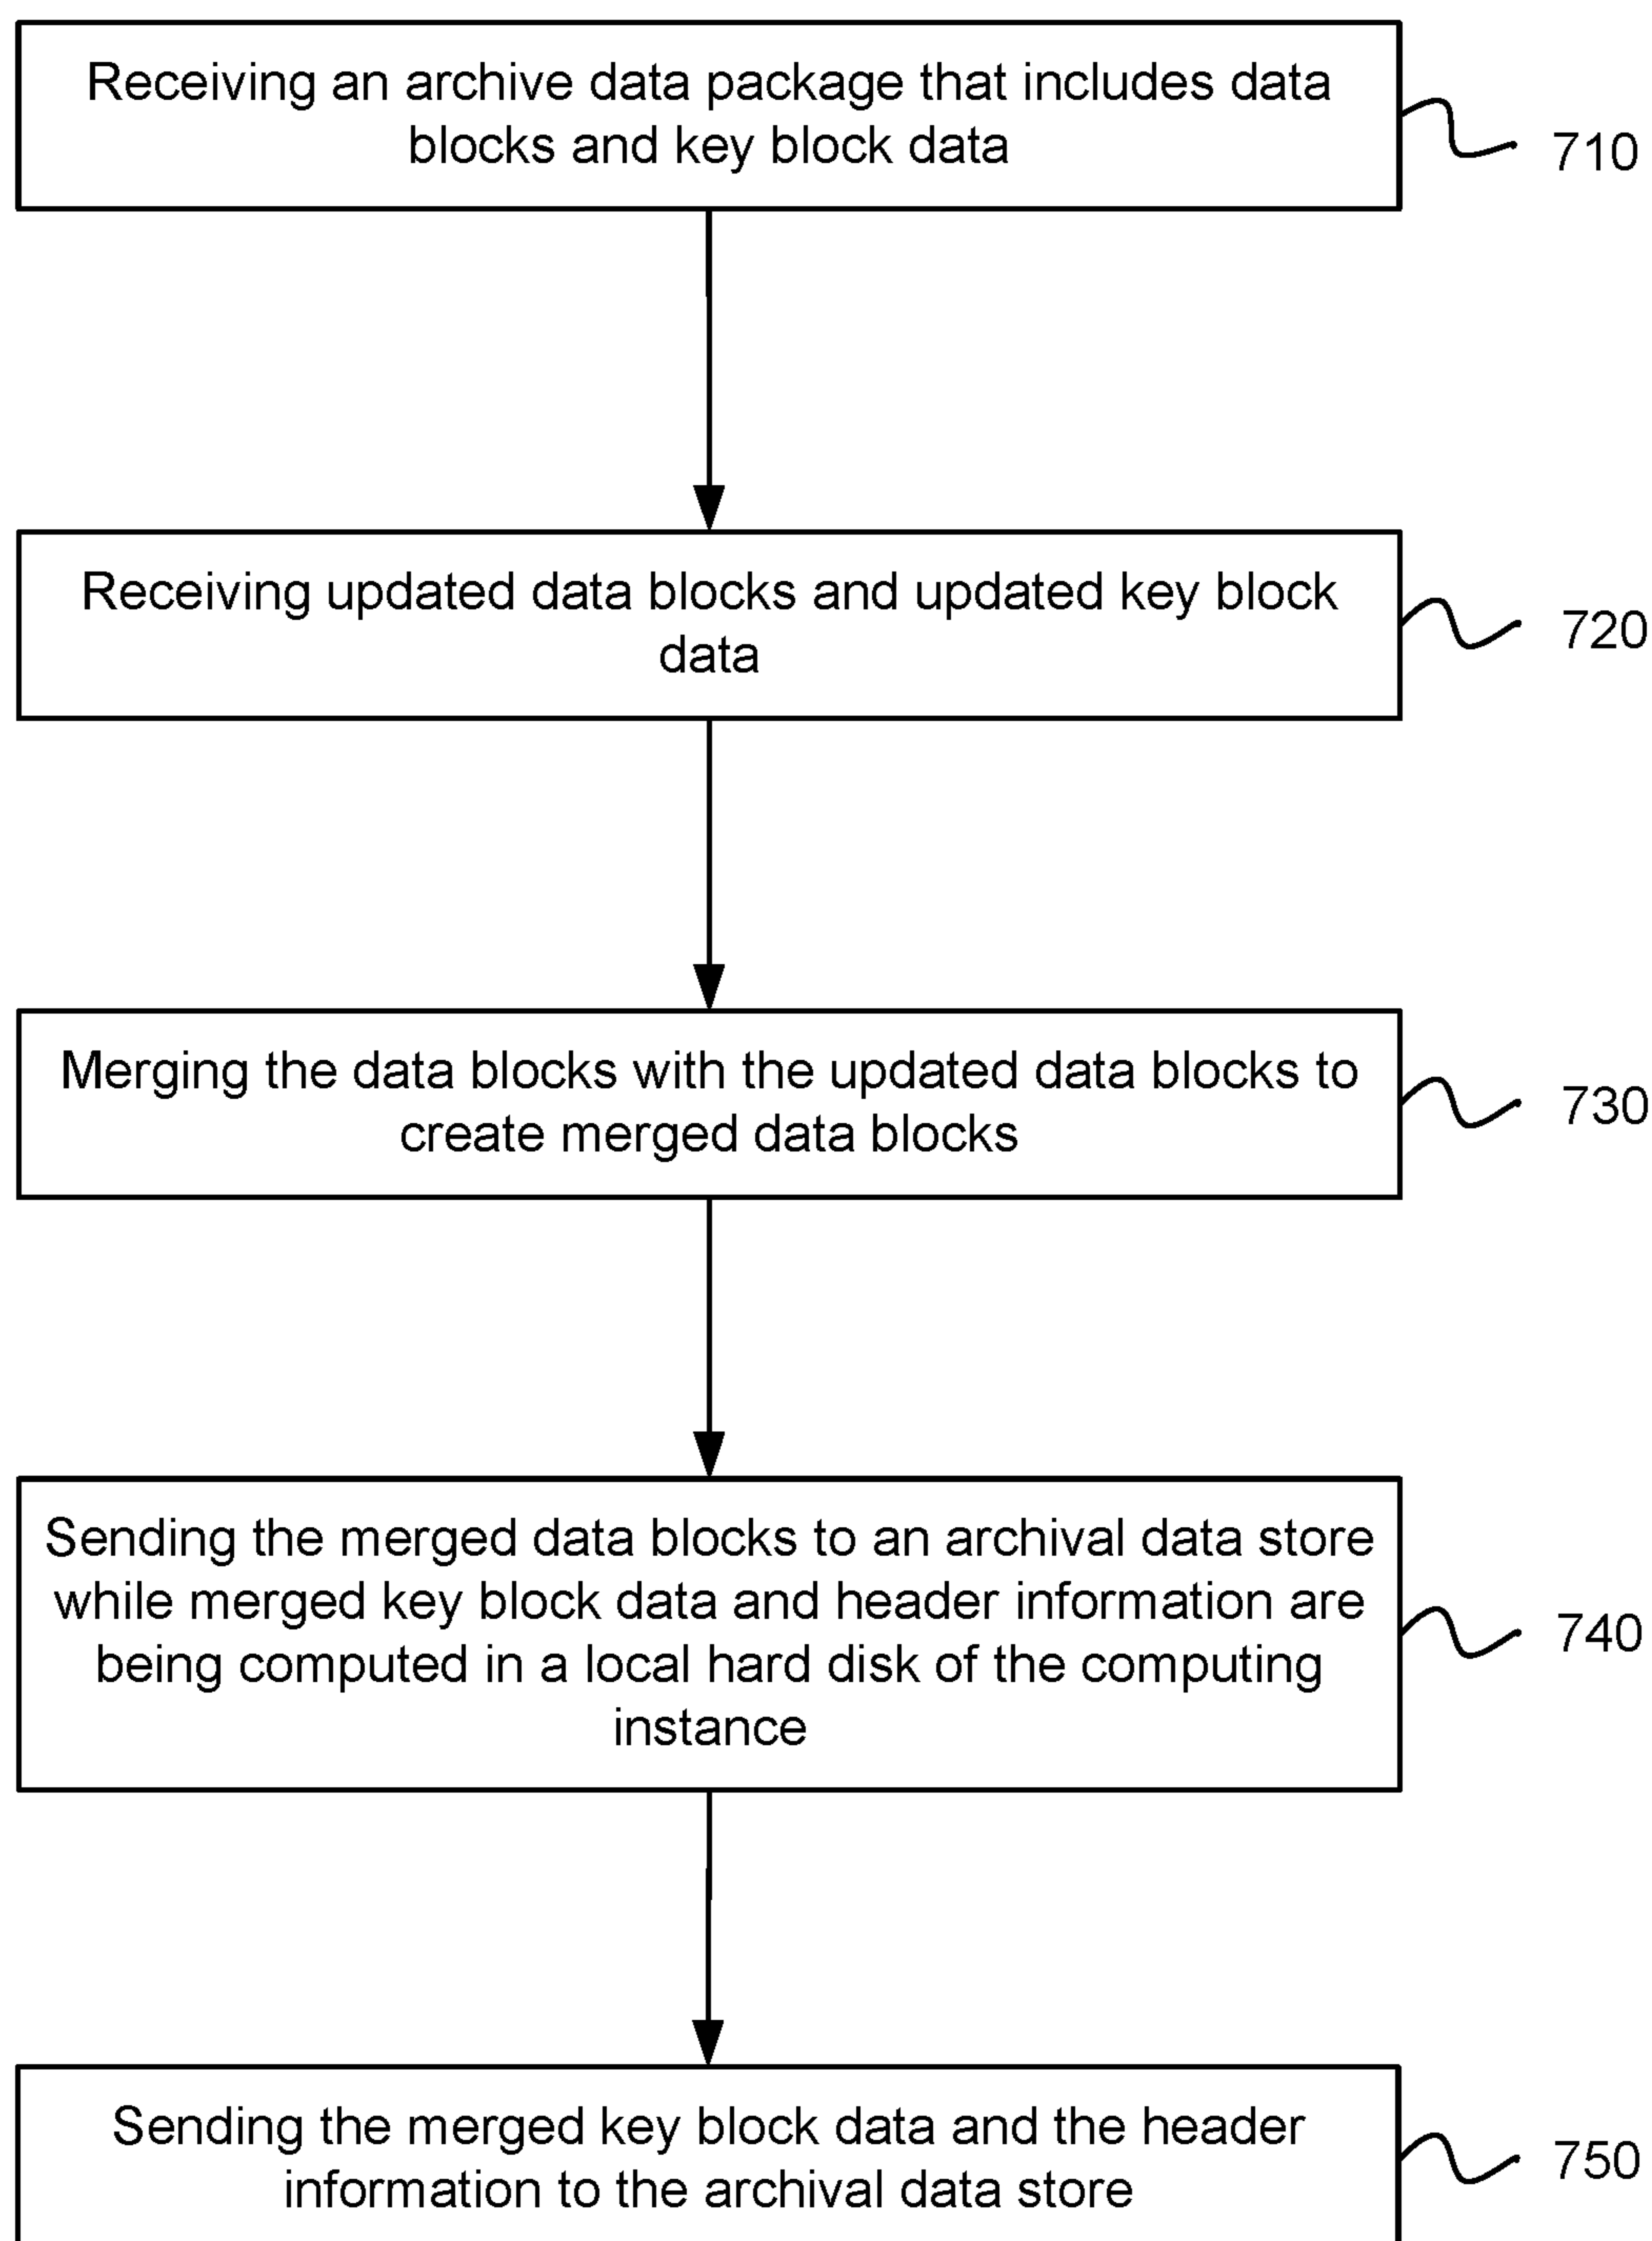 Receiving an archive data package that includes data
blocks and key block data
710
Receiving updated data blocks and updated key block
data
720
Merging the data blocks with the updated data blocks to
create merged data blocks
730
Sending the merged data blocks to an archival data store
while merged key block data and header information are
being computed in a local hard disk of the computing
instance
740
Sending the merged key block data and the header
information to the archival data store
750